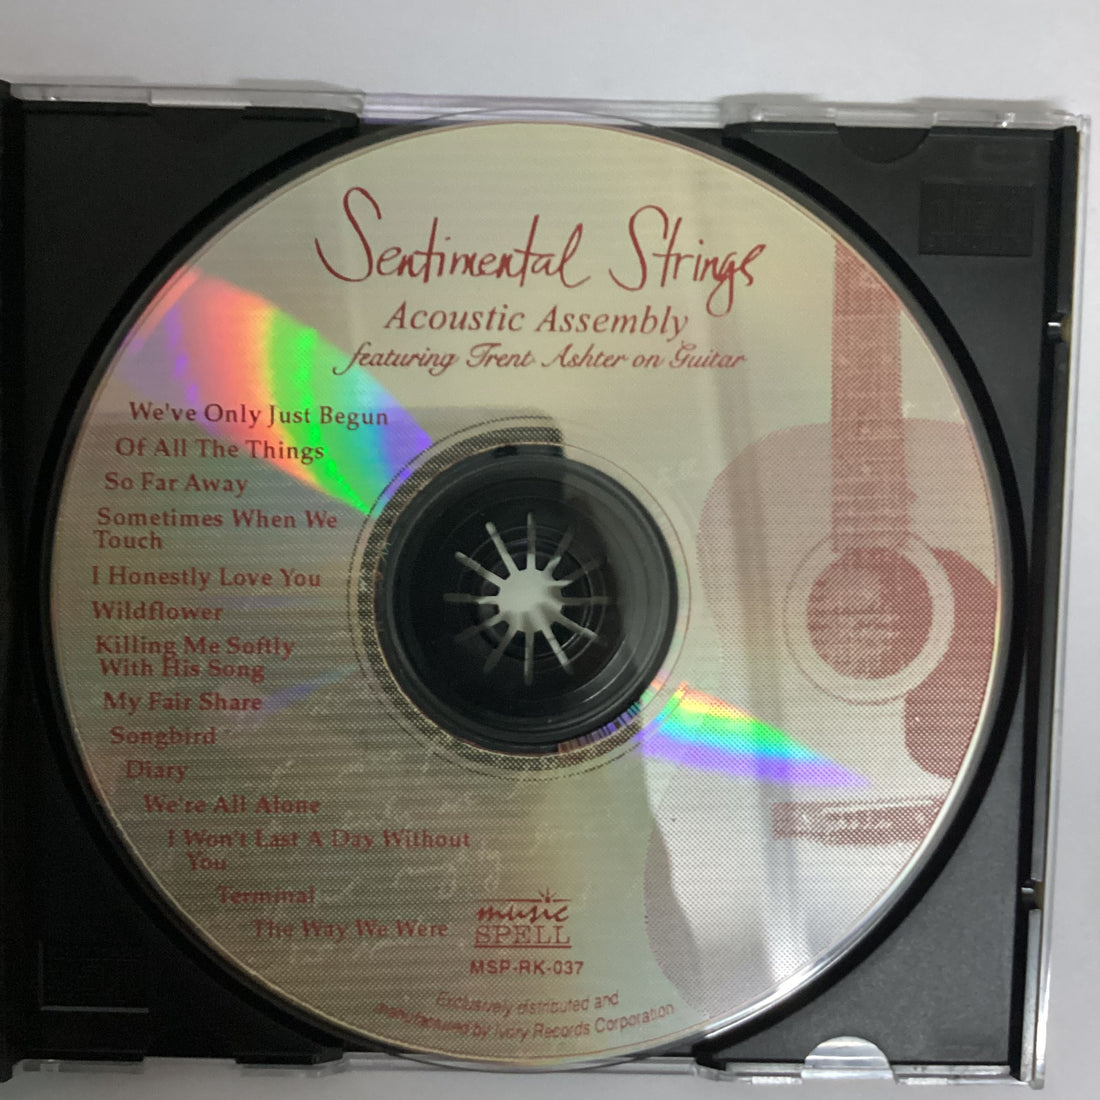 Sentimental Strings
Acoustic Assembly
featuring Trent Ashter on Guitar
We've Only Just Begun
Of All The Things
So Far Away
Sometimes When We
Touch
I Honestly Love You
Wildflower
Killing Me Softly
With His Song
My Fair Share
Songbird
Diary
We're All Alone
I Won't Last A Day Without
You
Terminal
The Way We Were
music
SPELL
MSP-RK-037
Exclusively distributed and
manufactured by Ivory Records Corporation